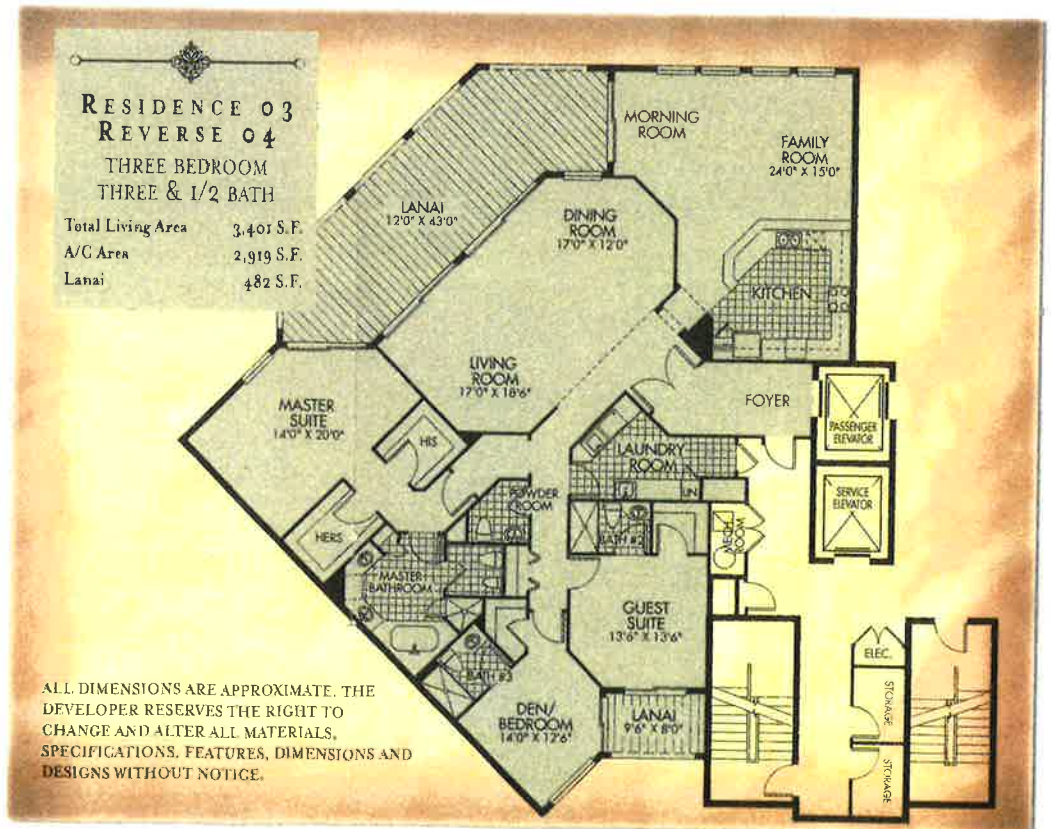 RESIDENCE 03
REVERSE 04
THREE BEDROOM
THREE & 1/2 BATH
Total Living Area 3,401 S.F.
A/C Area 2,919 S.F.
Lanai 482 S.F.
MORNING
ROOM
FAMILY
ROOM
24'0" X 15'0"
LANAI
12'0" X 43'0"
DINING
ROOM
17'0" X 12'0"
KITCHEN
LIVING
ROOM
17'0" X 18'6"
FOYER
PASSENGER
ELEVATOR
MASTER
SUITE
14'0" X 20'0"
HIS
LAUNDRY
ROOM
LIN
SERVICE
ELEVATOR
POWDER
ROOM
HERS
BATH #2
MECH.
ROOM
MASTER
BATHROOM
GUEST
SUITE
13'6" X 13'6"
ELEC.
BATH #3
STORAGE
DEN/
BEDROOM
14'0" X 12'6"
LANAI
9'6" X 8'0"
STORAGE
ALL DIMENSIONS ARE APPROXIMATE. THE
DEVELOPER RESERVES THE RIGHT TO
CHANGE AND ALTER ALL MATERIALS,
SPECIFICATIONS, FEATURES, DIMENSIONS AND
DESIGNS WITHOUT NOTICE.